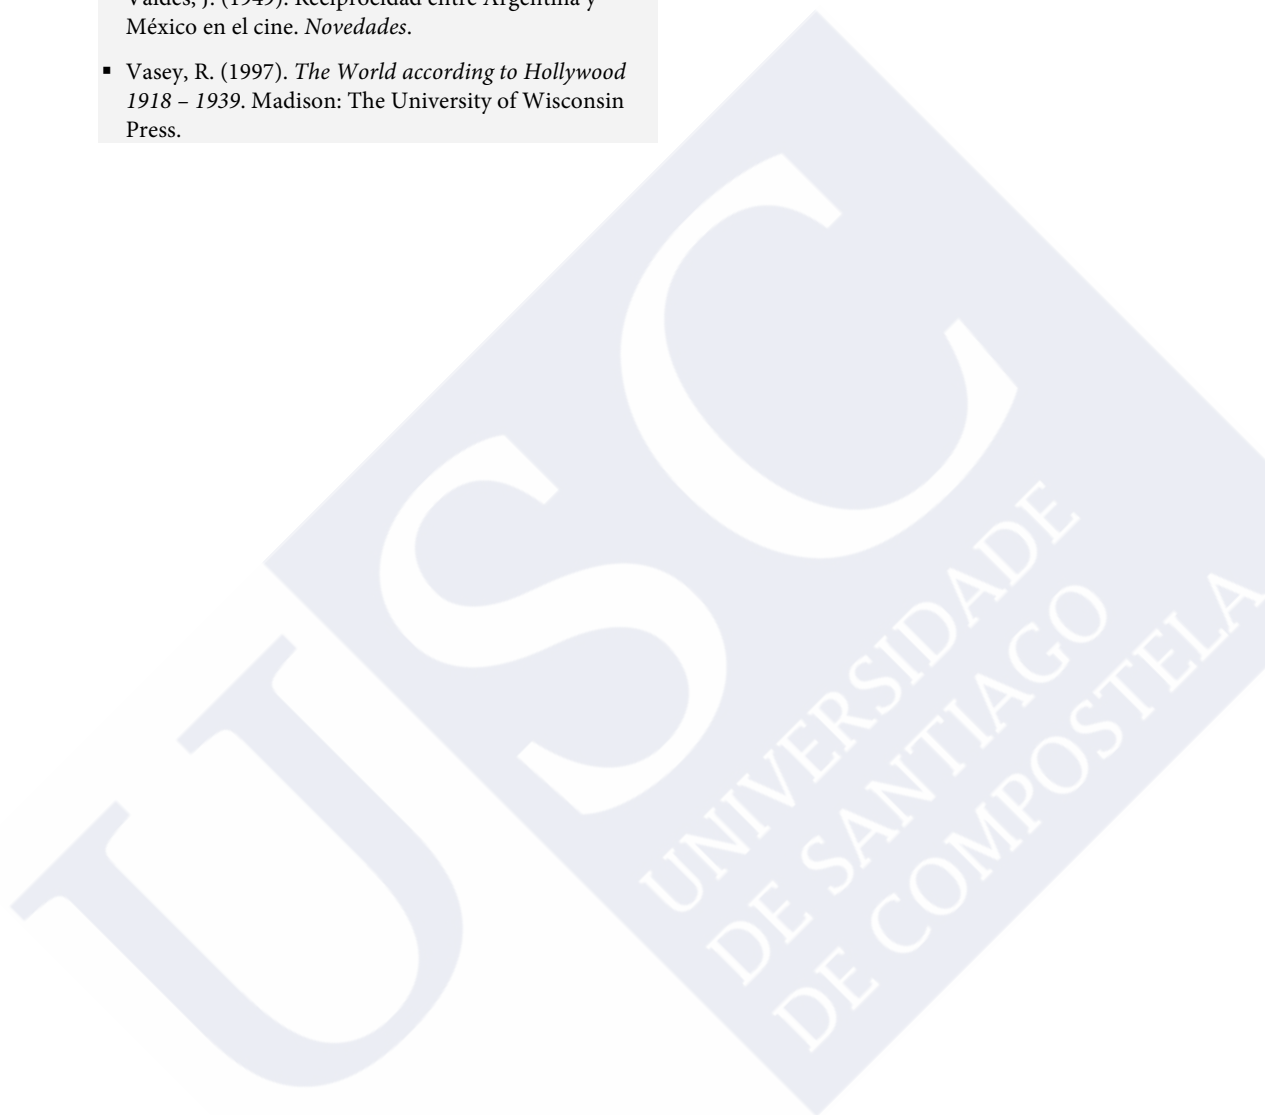 Valdés, J. (1949). Reciprocidad entre Argentina y
México en el cine. Novedades.
▪ Vasey, R. (1997). The World according to Hollywood
1918 – 1939. Madison: The University of Wisconsin
Press.
USC
UNIVERSIDADE
DE SANTIAGO
DE COMPOSTELA